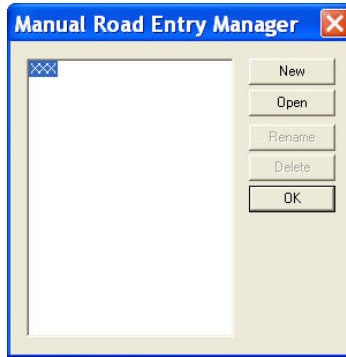 Manual Road Entry Manager
XXX
New
Open
Rename
Delete
OK